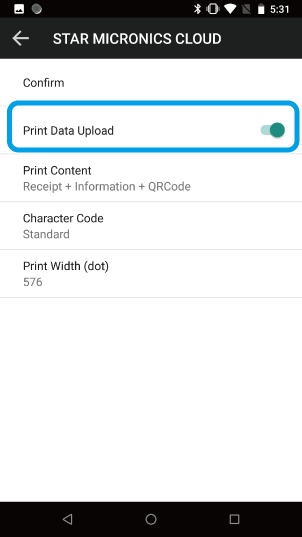 5:31
STAR MICRONICS CLOUD
Confirm
Print Data Upload
Print Content
Receipt + Information + QRCode
Character Code
Standard
Print Width (dot)
576